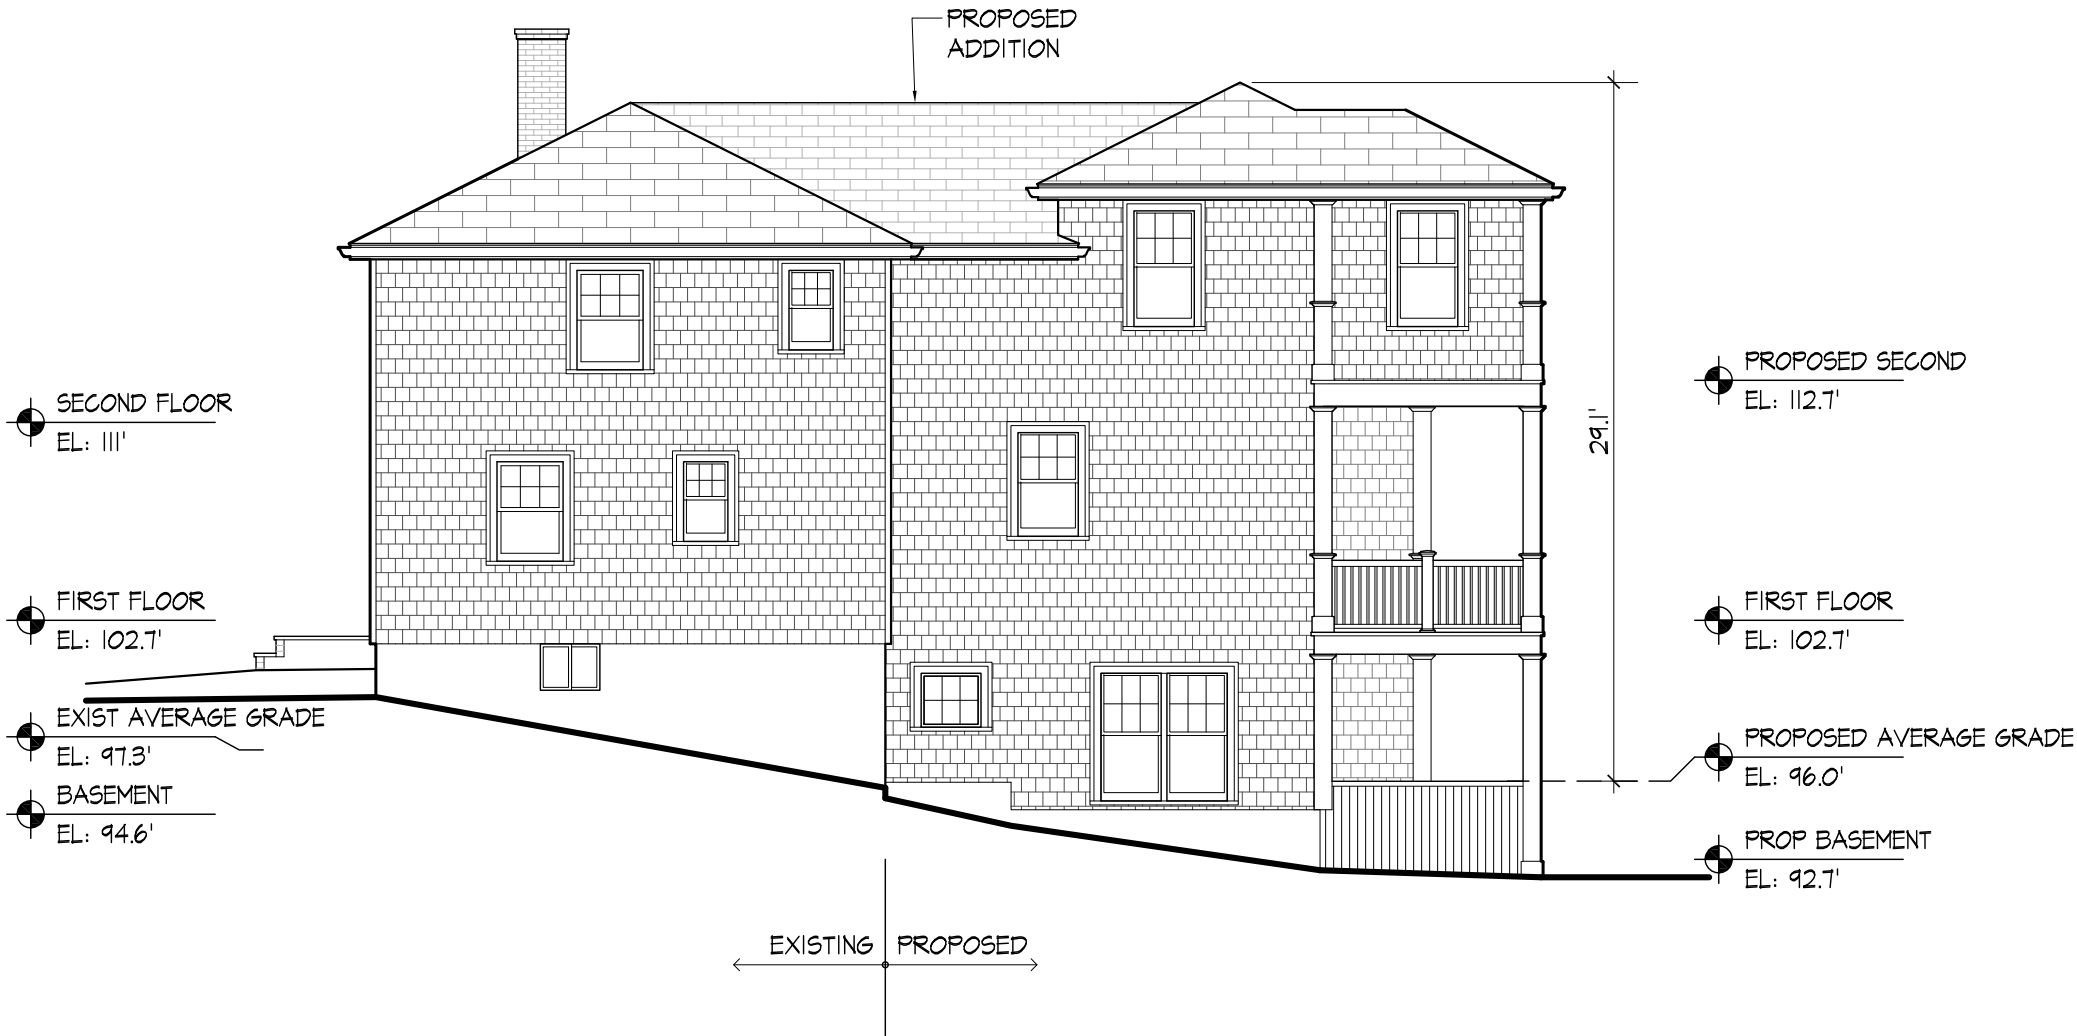 PROPOSED
ADDITION
SECOND FLOOR
EL: 111'
FIRST FLOOR
EL: 102.7'
EXIST AVERAGE GRADE
EL: 97.3'
BASEMENT
EL: 94.6'
29.1'
PROPOSED SECOND
EL: 112.7'
FIRST FLOOR
EL: 102.7'
PROPOSED AVERAGE GRADE
EL: 96.0'
PROP BASEMENT
EL: 92.7'
EXISTING PROPOSED